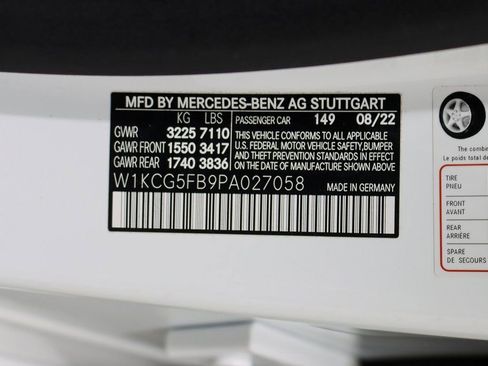 MFD BY MERCEDES-BENZ AG STUTTGART
KG LBS PASSENGER CAR 149 08/22
GVWR 3225 7110
GAWR FRONT 1550 3417
GAWR REAR 1740 3836
THIS VEHICLE CONFORMS TO ALL APPLICABLE
U.S. FEDERAL MOTOR VEHICLE SAFETY, BUMPER
AND THEFT PREVENTION STANDARDS IN EFFECT
ON THE DATE OF MANUFACTURE SHOWN ABOVE
W1KCG5FB9PA027058 MADE IN GERMANY
The com
Le poids total de
TIRE
PNEU
FRONT
AVANT
REAR
ARRIÈRE
SPARE
DE SECOURS